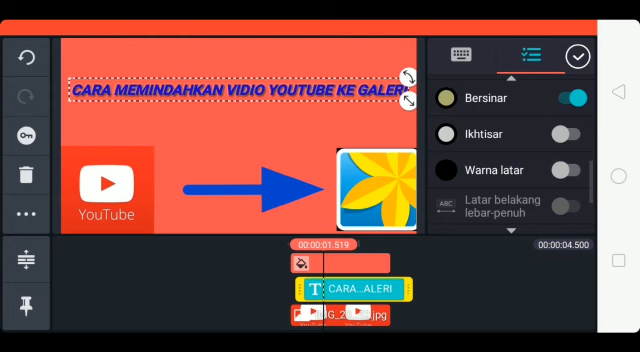 CARA MEMINDAHKAN VIDIO YOUTUBE KE GALERI
YouTube
Bersinar
Ikhtisar
Warna latar
ABC
Latar belakang
lebar-penuh
00:00:01.519
00:00:04.500
T CARA...ALERI